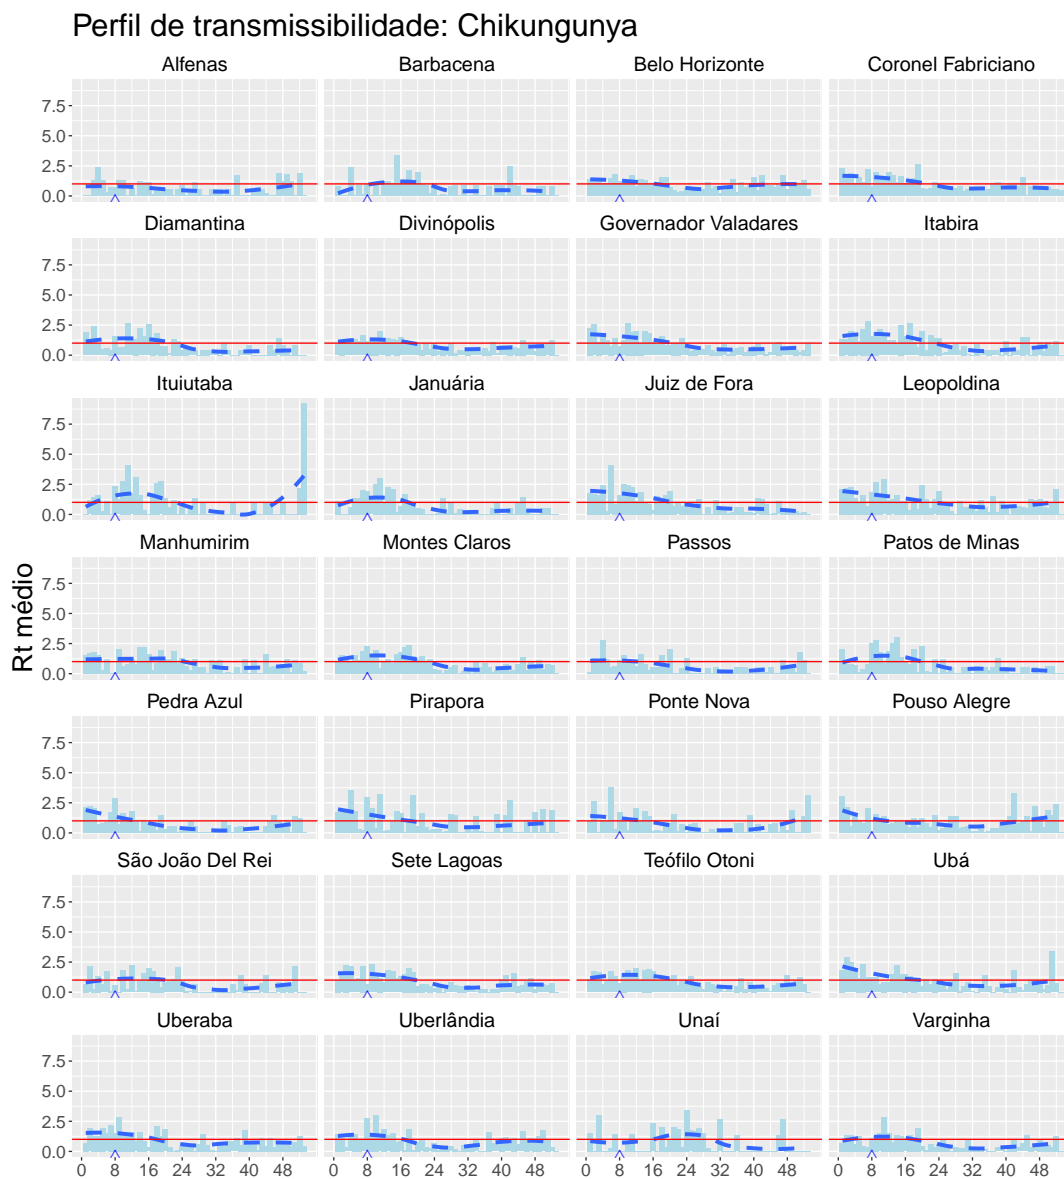 Perfil de transmissibilidade: Chikungunya
Alfenas Barbacena Belo Horizonte Coronel Fabriciano
7.5
5.0
2.5
0.0
Diamantina Divinópolis Governador Valadares Itabira
7.5
5.0
2.5
0.0
Ituiutaba Januária Juiz de Fora Leopoldina
7.5
5.0
2.5
0.0
Manhumirim Montes Claros Passos Patos de Minas
7.5
5.0
2.5
0.0
Rt médio
Pedra Azul Pirapora Ponte Nova Pouso Alegre
7.5
5.0
2.5
0.0
São João Del Rei Sete Lagoas Teófilo Otoni Ubá
7.5
5.0
2.5
0.0
Uberaba Uberlândia Unaí Varginha
7.5
5.0
2.5
0.0
0 8 16 24 32 40 48 0 8 16 24 32 40 48 0 8 16 24 32 40 48 0 8 16 24 32 40 48